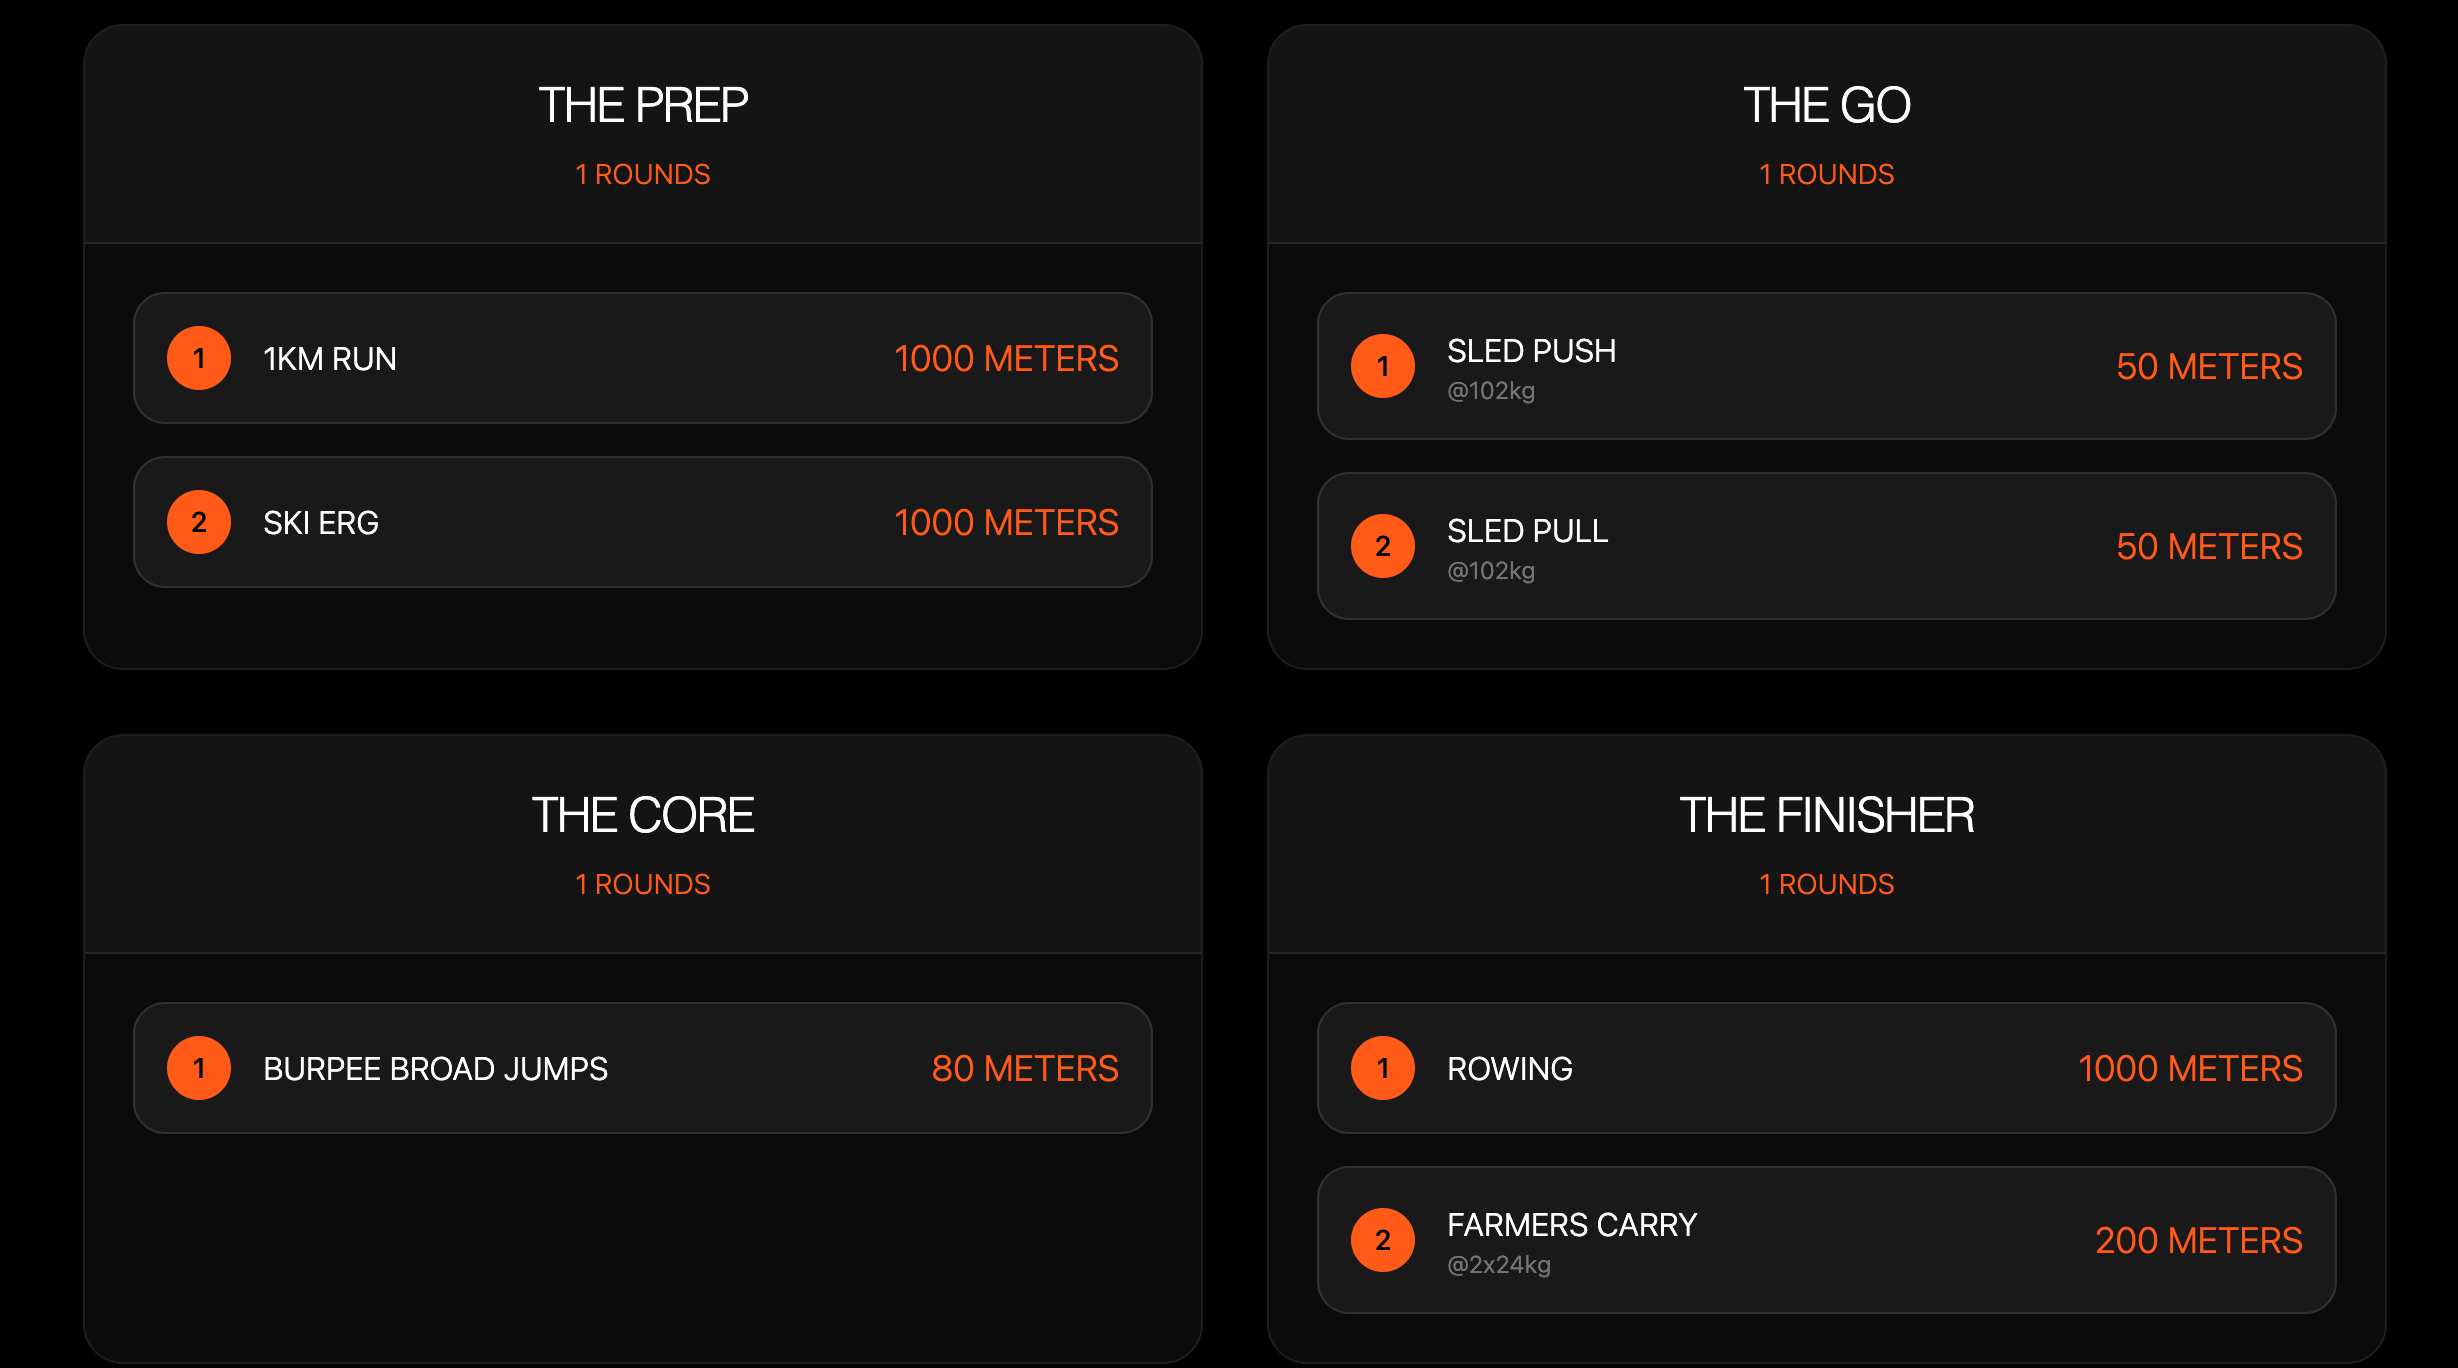 THE PREP
1 ROUNDS
1 1KM RUN 1000 METERS
2 SKI ERG 1000 METERS
THE GO
1 ROUNDS
1 SLED PUSH 50 METERS
@102kg
2 SLED PULL 50 METERS
@102kg
THE CORE
1 ROUNDS
1 BURPEE BROAD JUMPS 80 METERS
THE FINISHER
1 ROUNDS
1 ROWING 1000 METERS
2 FARMERS CARRY 200 METERS
@2x24kg